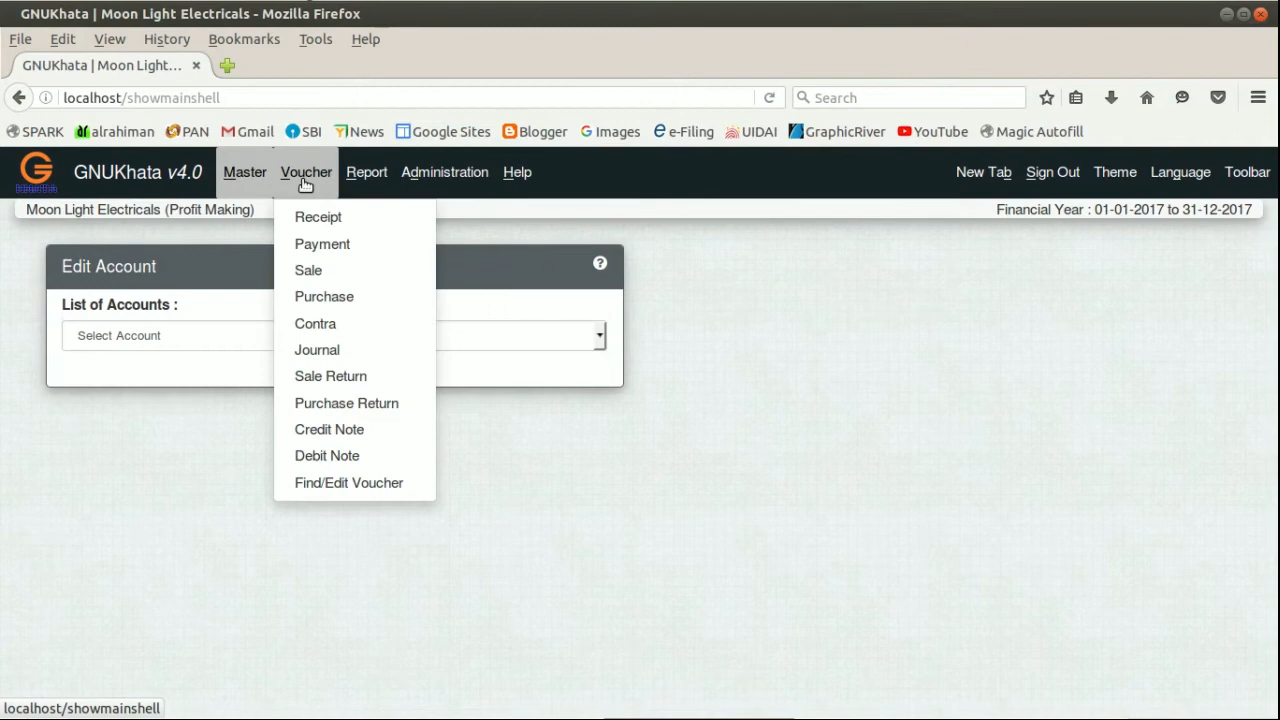 GNUKhata | Moon Light Electricals - Mozilla Firefox
File Edit View History Bookmarks Tools Help
GNUKhata | Moon Light...
localhost/showmainshell
Search
SPARK alrahiman PAN Gmail SBI News Google Sites Blogger Images e-Filing UIDAI GraphicRiver YouTube Magic Autofill
GNUKhata v4.0 Master Voucher Report Administration Help New Tab Sign Out Theme Language Toolbar
Moon Light Electricals (Profit Making) Financial Year : 01-01-2017 to 31-12-2017
Edit Account
List of Accounts :
Select Account
Receipt
Payment
Sale
Purchase
Contra
Journal
Sale Return
Purchase Return
Credit Note
Debit Note
Find/Edit Voucher
localhost/showmainshell